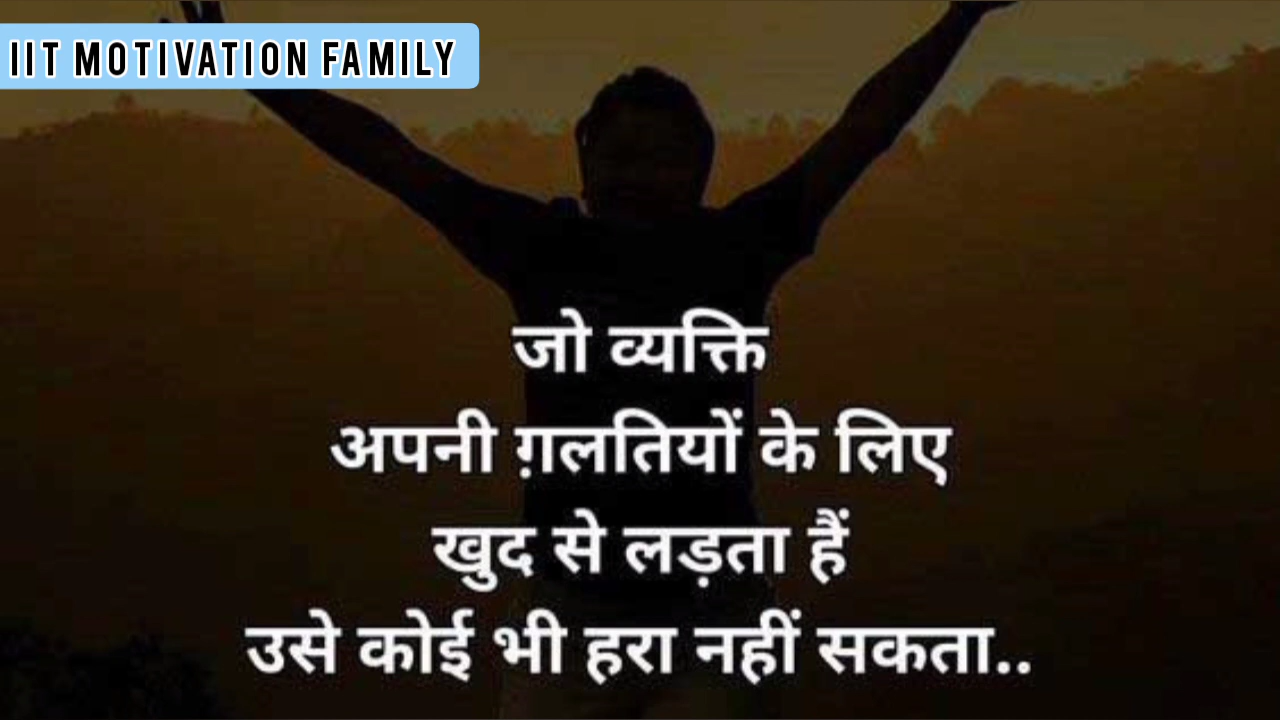 IIT MOTIVATION FAMILY
जो व्यक्ति
अपनी ग़लतियों के लिए
खुद से लड़ता हैं
उसे कोई भी हरा नहीं सकता..